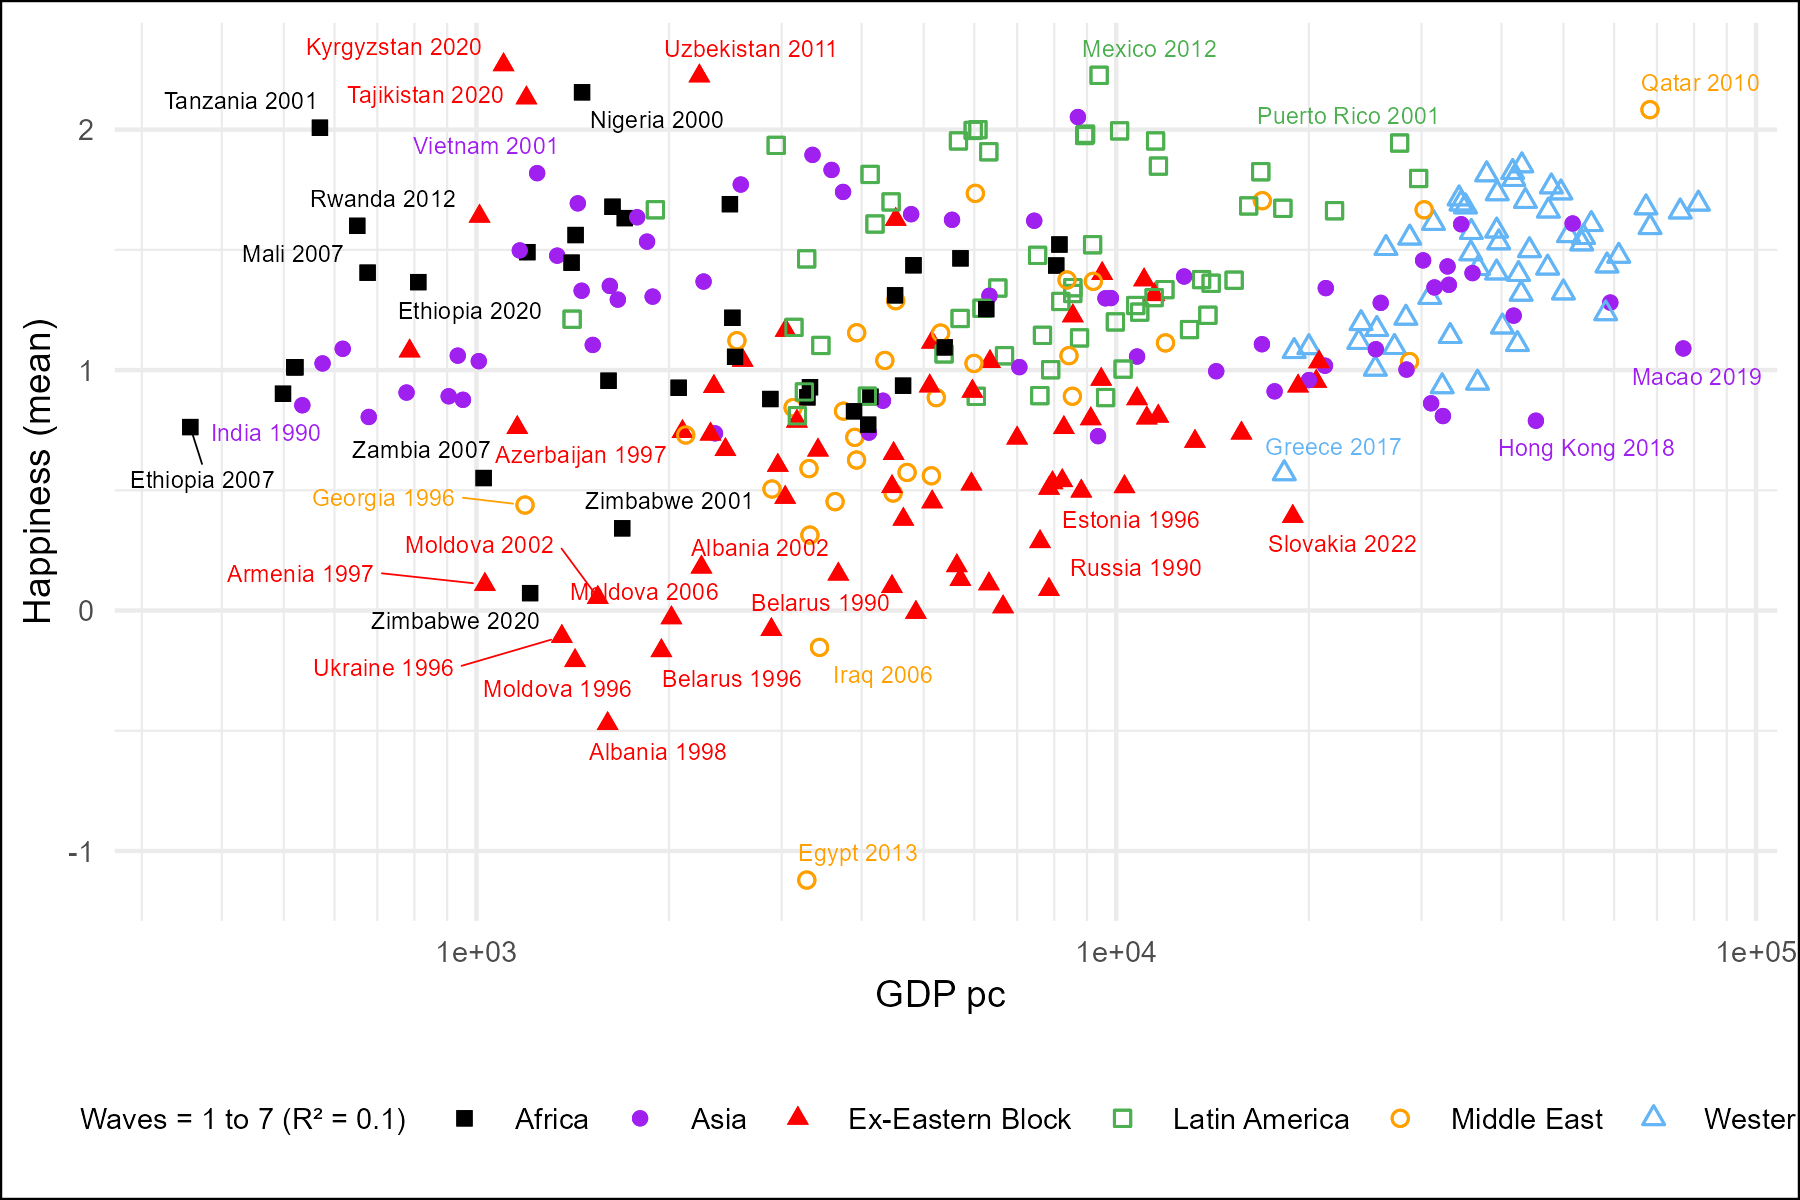 Kyrgyzstan 2020
Uzbekistan 2011
Mexico 2012
Qatar 2010
Tajikistan 2020
Tanzania 2001
Nigeria 2000
Puerto Rico 2001
2
Vietnam 2001
Rwanda 2012
Mali 2007
Ethiopia 2020
1
Macao 2019
India 1990
Zambia 2007
Azerbaijan 1997
Greece 2017
Hong Kong 2018
Ethiopia 2007
Georgia 1996
Zimbabwe 2001
Estonia 1996
Moldova 2002
Albania 2002
Slovakia 2022
Armenia 1997
Russia 1990
Moldova 2006
Belarus 1990
0
Zimbabwe 2020
Ukraine 1996
Iraq 2006
Moldova 1996
Belarus 1996
Albania 1998
-1
Egypt 2013
Happiness (mean)
1e+03
1e+04
1e+05
GDP pc
Waves = 1 to 7 (R² = 0.1) Africa Asia Ex-Eastern Block Latin America Middle East Wester